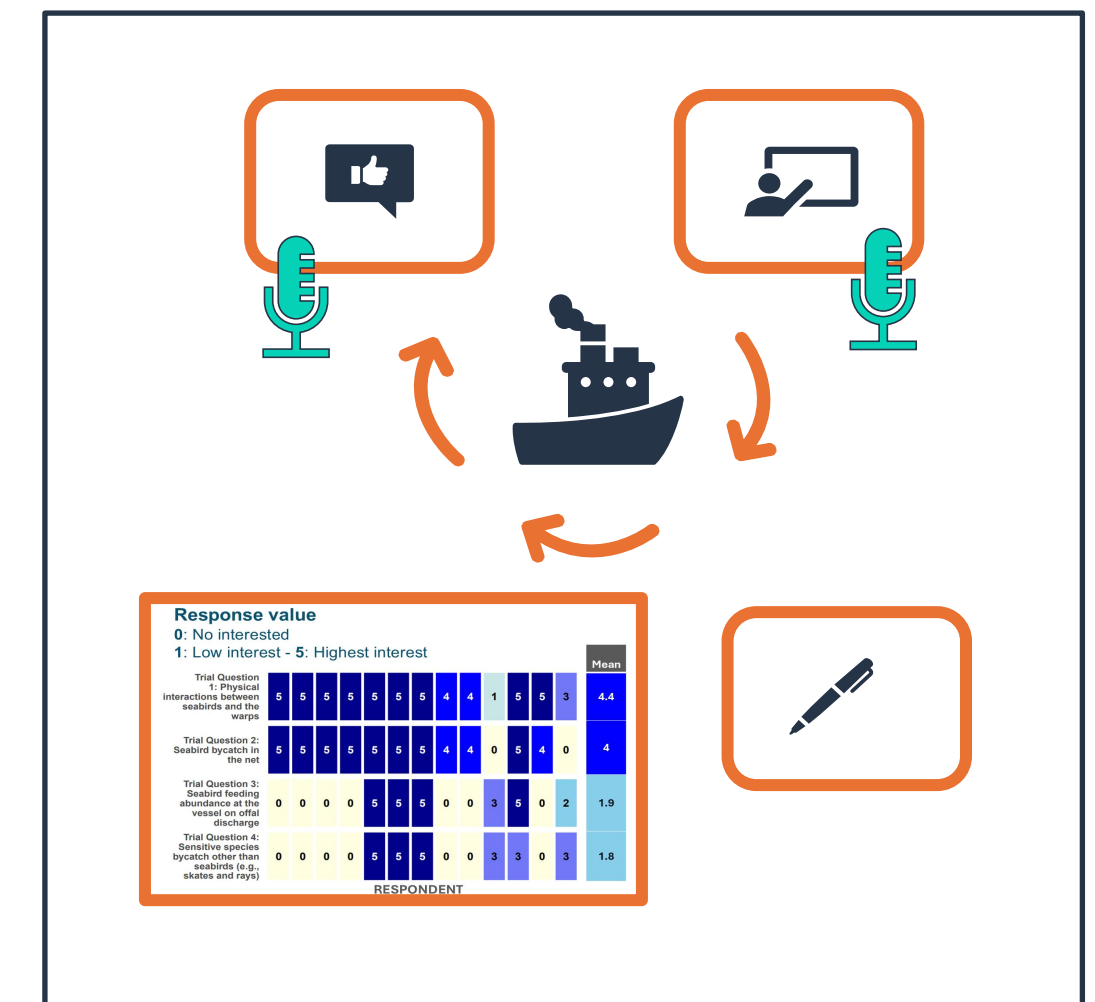 Response value
0: No interested
1: Low interest - 5: Highest interest
Mean
Trial Question
1: Physical
interactions between
seabirds and the
warps
5 5 5 5 5 5 5 4 4 1 5 5 3 4.4
Trial Question 2:
Seabird bycatch in
the net
5 5 5 5 5 5 5 4 4 0 5 4 0 4
Trial Question 3:
Seabird feeding
abundance at the
vessel on offal
discharge
0 0 0 0 5 5 5 0 0 3 5 0 2 1.9
Trial Question 4:
Sensitive species
bycatch other than
seabirds (e.g.,
skates and rays)
0 0 0 0 5 5 5 0 0 3 3 0 3 1.8
RESPONDENT